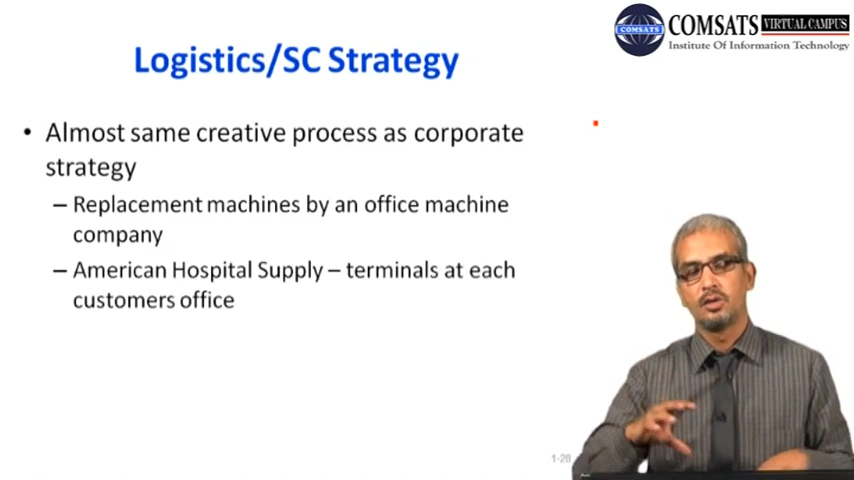 COMSATS VIRTUAL CAMPUS
COMSATS
Institute Of Information Technology
Logistics/SC Strategy
• Almost same creative process as corporate
strategy
– Replacement machines by an office machine
company
– American Hospital Supply – terminals at each
customers office
1-28